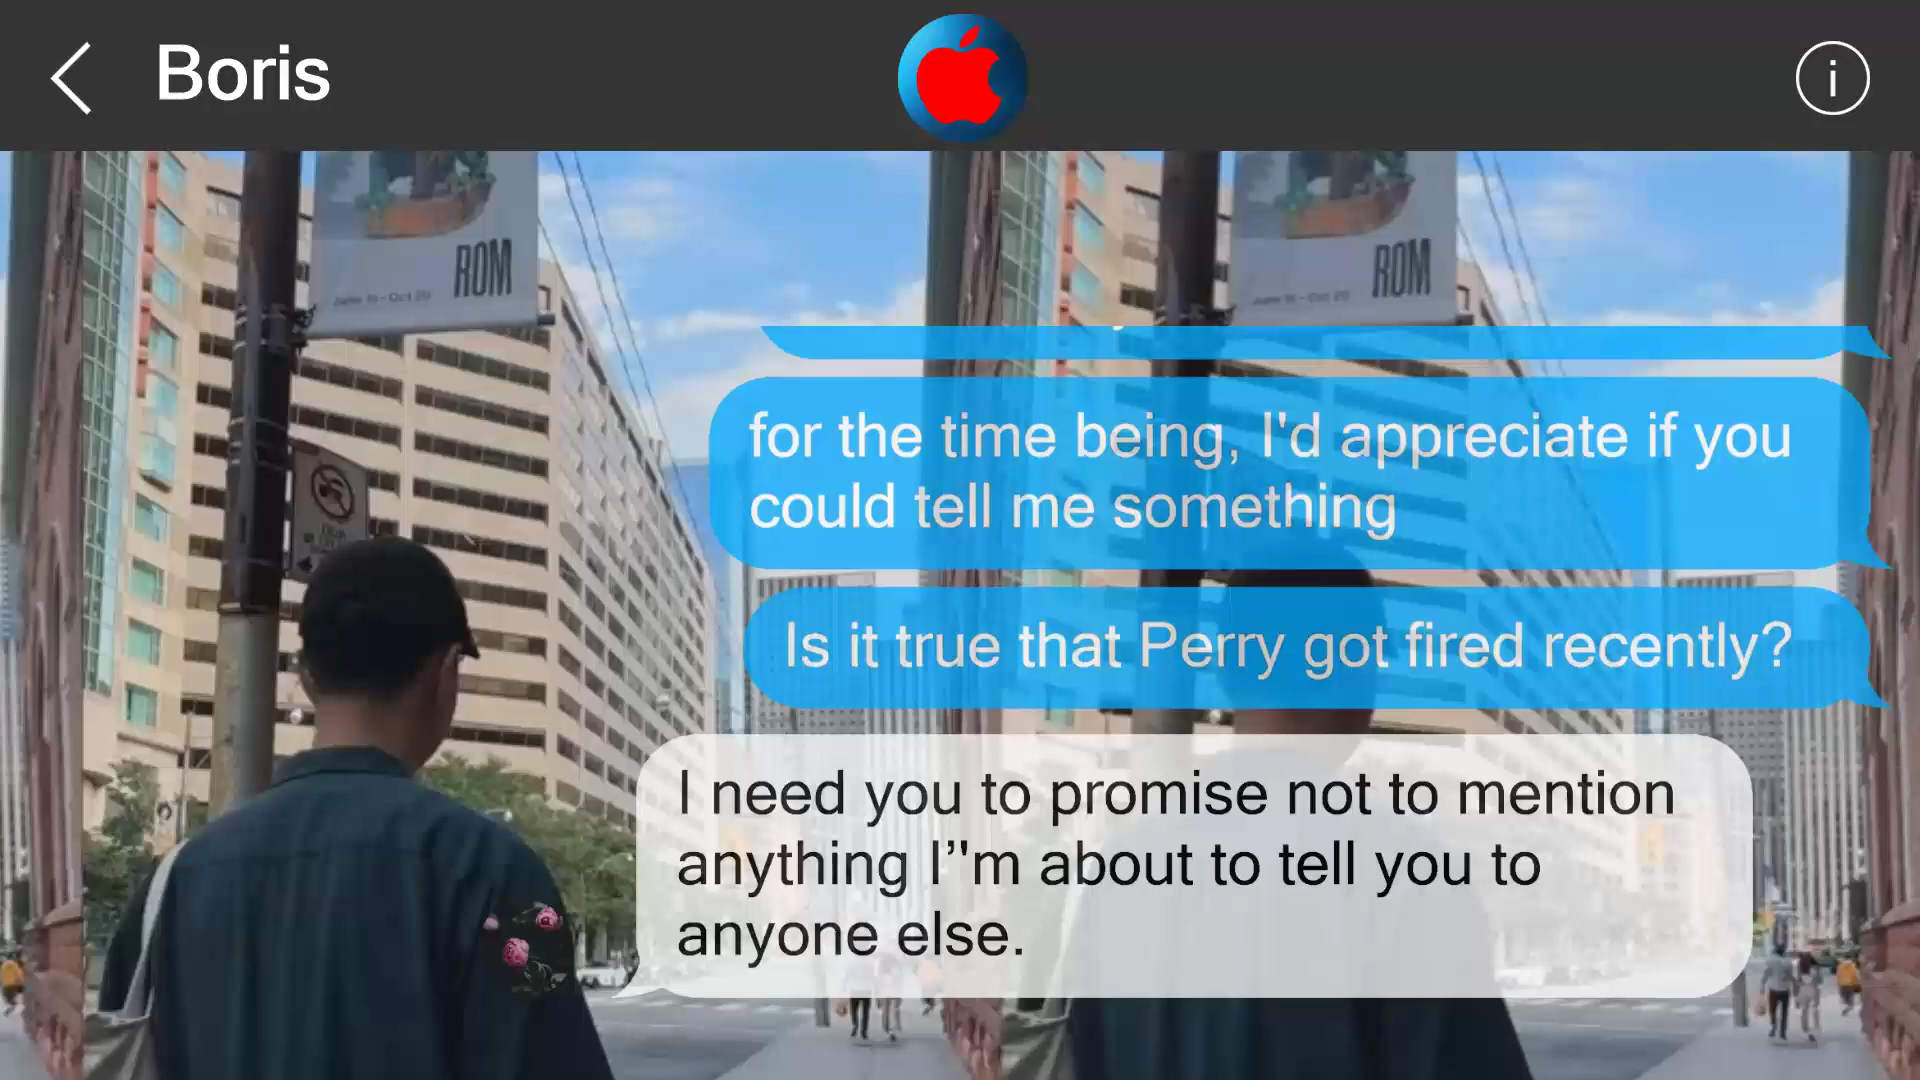 Boris
i
ROM
ROM
for the time being, I'd appreciate if you
could tell me something
Is it true that Perry got fired recently?
I need you to promise not to mention
anything I’'m about to tell you to
anyone else.